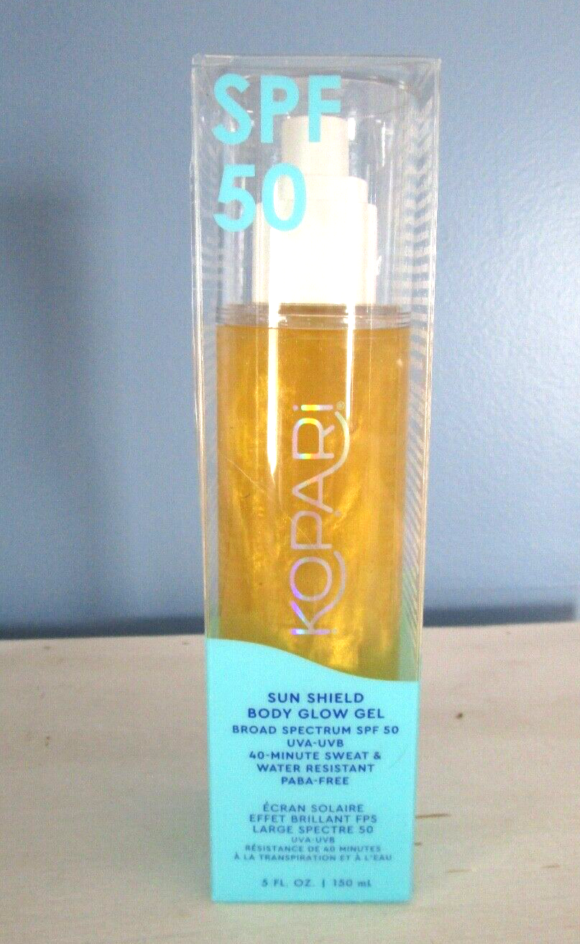 SPF
50
KOPARi®
SUN SHIELD
BODY GLOW GEL
BROAD SPECTRUM SPF 50
UVA-UVB
40-MINUTE SWEAT &
WATER RESISTANT
PABA-FREE
ÉCRAN SOLAIRE
EFFET BRILLANT FPS
LARGE SPECTRE 50
UVA-UVB
RÉSISTANCE DE 40 MINUTES
À LA TRANSPIRATION ET À L'EAU
5 FL. OZ. | 150 mL